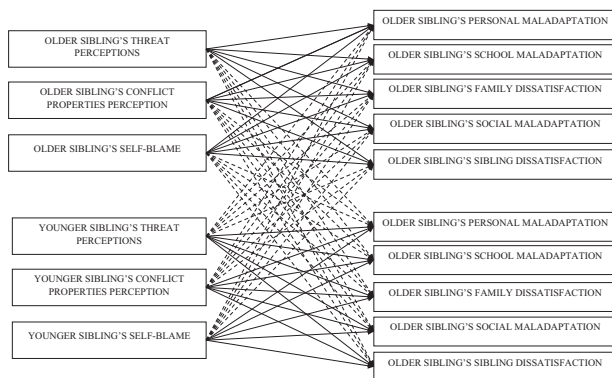 OLDER SIBLING'S THREAT
PERCEPTIONS
OLDER SIBLING'S CONFLICT
PROPERTIES PERCEPTION
OLDER SIBLING'S SELF-BLAME
YOUNGER SIBLING'S THREAT
PERCEPTIONS
YOUNGER SIBLING'S CONFLICT
PROPERTIES PERCEPTION
YOUNGER SIBLING'S SELF-BLAME
OLDER SIBLING'S PERSONAL MALADAPTATION
OLDER SIBLING'S SCHOOL MALADAPTATION
OLDER SIBLING'S FAMILY DISSATISFACTION
OLDER SIBLING'S SOCIAL MALADAPTATION
OLDER SIBLING'S SIBLING DISSATISFACTION
OLDER SIBLING'S PERSONAL MALADAPTATION
OLDER SIBLING'S SCHOOL MALADAPTATION
OLDER SIBLING'S FAMILY DISSATISFACTION
OLDER SIBLING'S SOCIAL MALADAPTATION
OLDER SIBLING'S SIBLING DISSATISFACTION